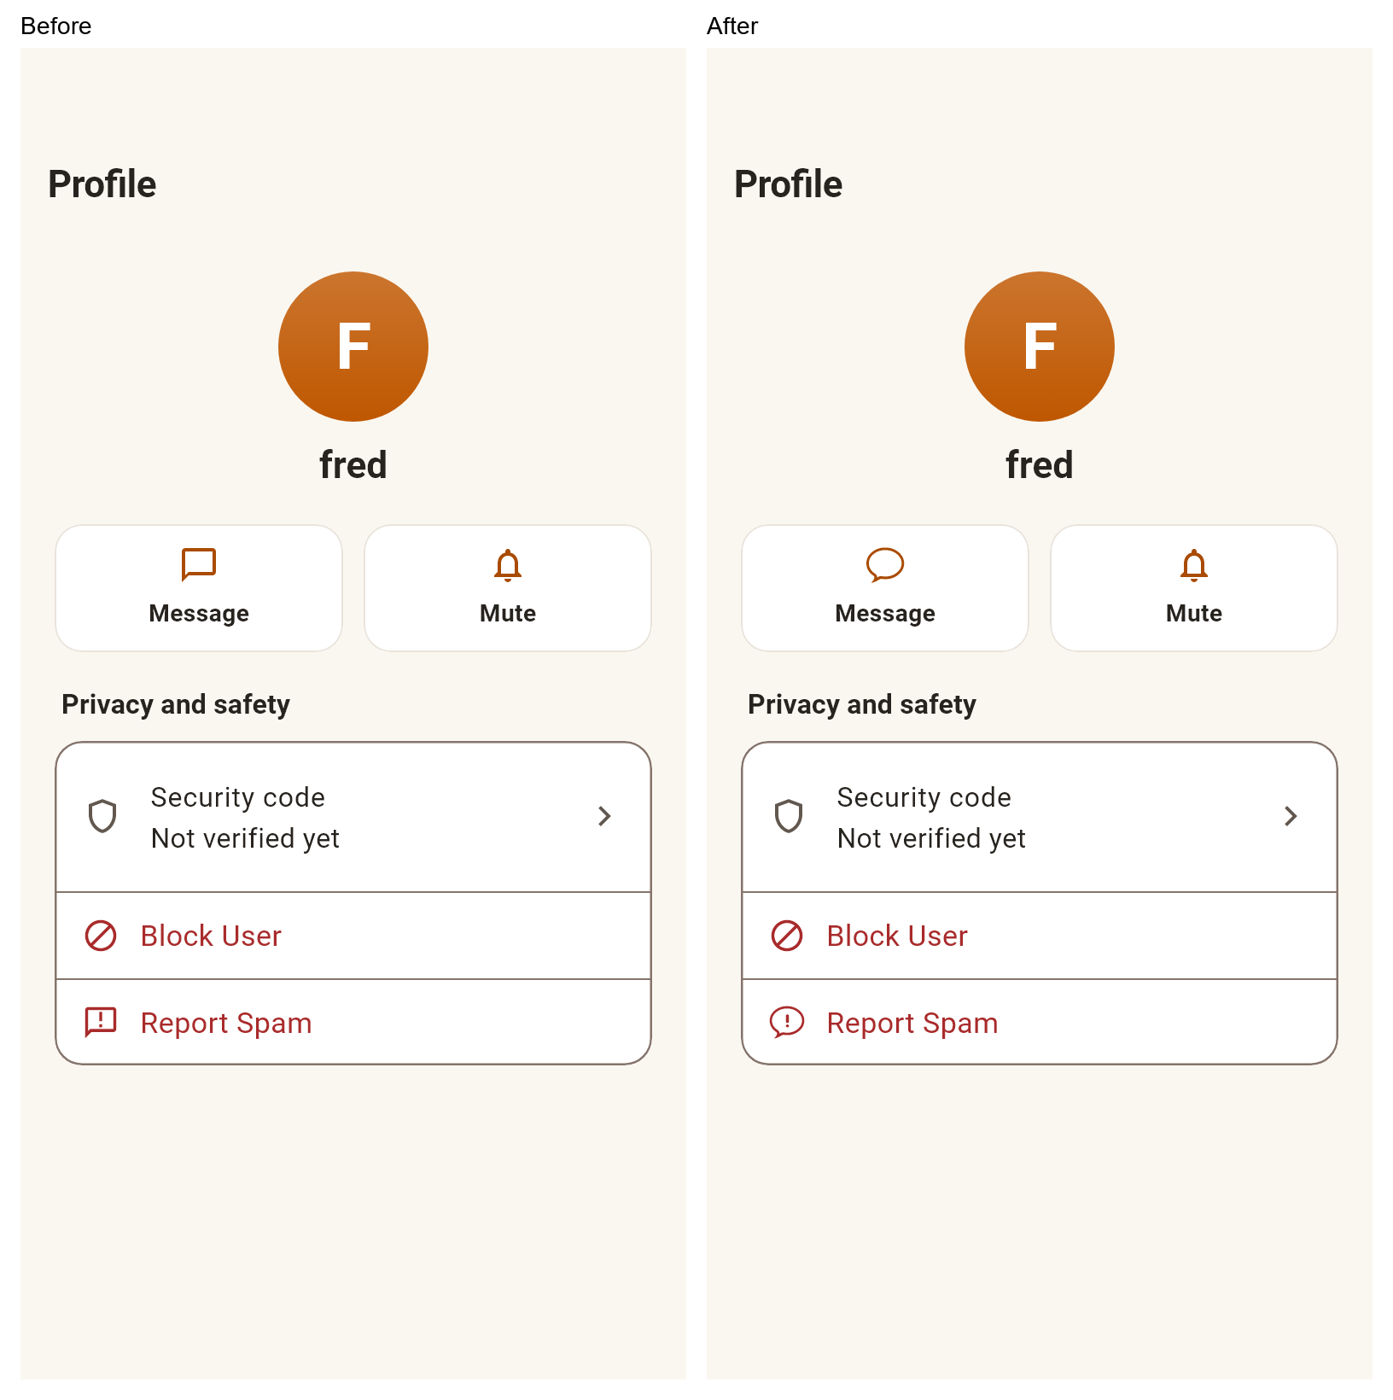 Before
Profile
F
fred
Message
Mute
Privacy and safety
Security code
Not verified yet
Block User
Report Spam
After
Profile
F
fred
Message
Mute
Privacy and safety
Security code
Not verified yet
Block User
Report Spam